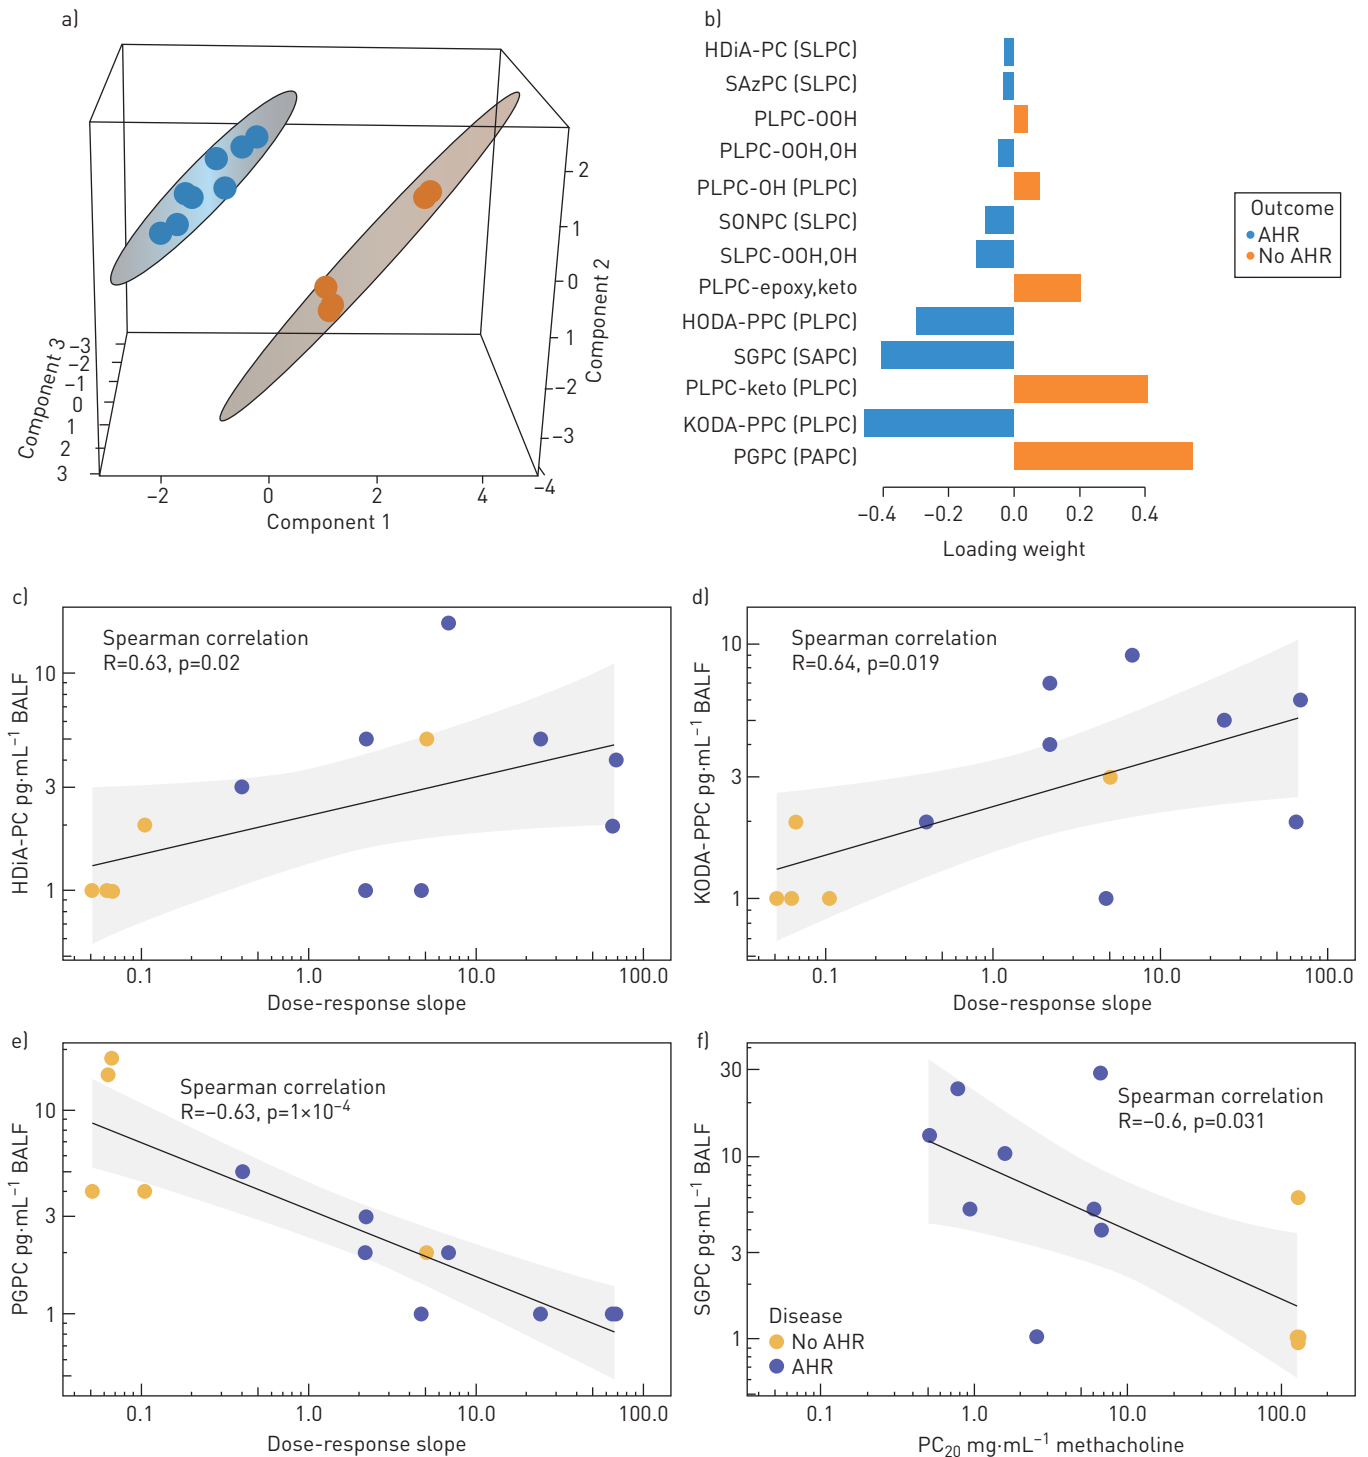 a)
2
1
0
1
−2
−3
−4
Component 2
Component 3
−3
−2
−1
0
1
2
3
−2
0
2
4
Component 1
b)
HDiA-PC (SLPC)
SAzPC (SLPC)
PLPC-OOH
PLPC-OOH,OH
PLPC-OH (PLPC)
SONPC (SLPC)
SLPC-OOH,OH
PLPC-epoxy,keto
HODA-PPC (PLPC)
SGPC (SAPC)
PLPC-keto (PLPC)
KODA-PPC (PLPC)
PGPC (PAPC)
−0.4 −0.2 0.0 0.2 0.4
Loading weight
Outcome
AHR
No AHR
c)
Spearman correlation
R=0.63, p=0.02
HDiA-PC pg·mL⁻¹ BALF
10
3
1
0.1 1.0 10.0 100.0
Dose-response slope
d)
Spearman correlation
R=0.64, p=0.019
KODA-PPC pg·mL⁻¹ BALF
10
3
1
0.1 1.0 10.0 100.0
Dose-response slope
e)
Spearman correlation
R=−0.63, p=1×10⁻⁴
PGPC pg·mL⁻¹ BALF
10
3
1
0.1 1.0 10.0 100.0
Dose-response slope
f)
Spearman correlation
R=−0.6, p=0.031
SGPC pg·mL⁻¹ BALF
30
10
3
1
Disease
No AHR
AHR
0.1 1.0 10.0 100.0
PC₂₀ mg·mL⁻¹ methacholine